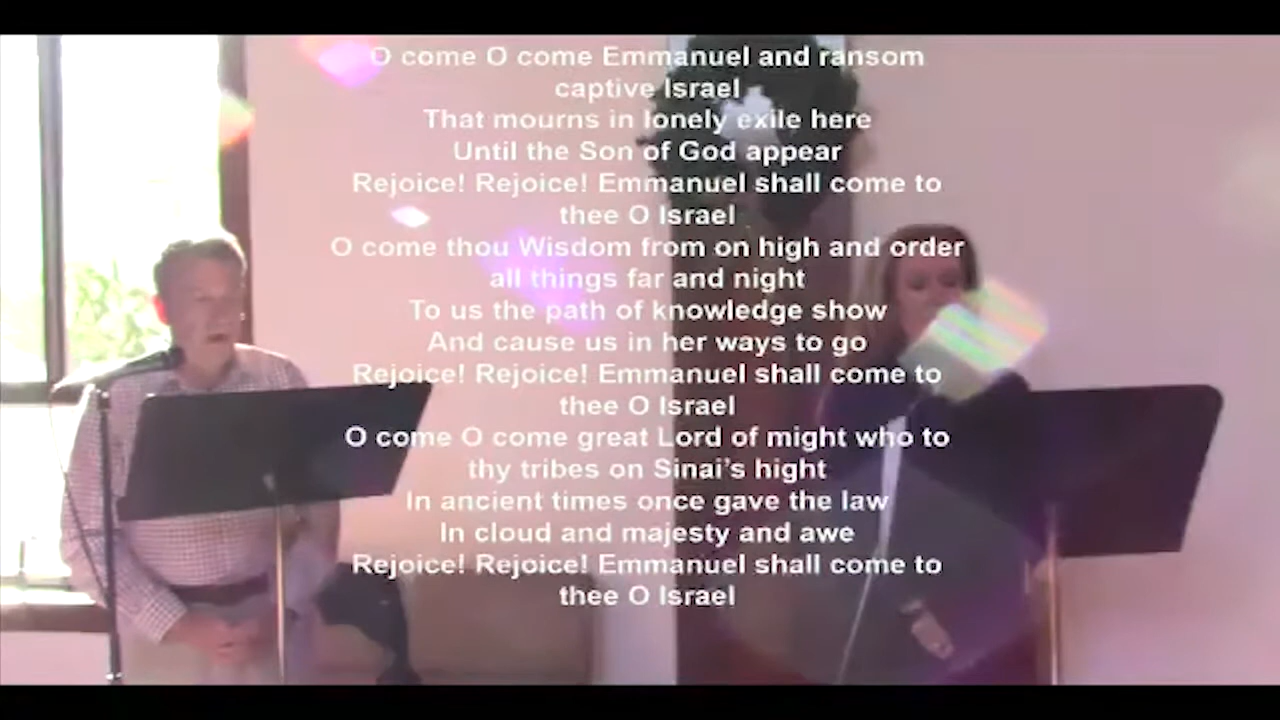 O come O come Emmanuel and ransom
captive Israel
That mourns in lonely exile here
Until the Son of God appear
Rejoice! Rejoice! Emmanuel shall come to
thee O Israel
O come thou Wisdom from on high and order
all things far and night
To us the path of knowledge show
And cause us in her ways to go
Rejoice! Rejoice! Emmanuel shall come to
thee O Israel
O come O come great Lord of might who to
thy tribes on Sinai’s hight
In ancient times once gave the law
In cloud and majesty and awe
Rejoice! Rejoice! Emmanuel shall come to
thee O Israel